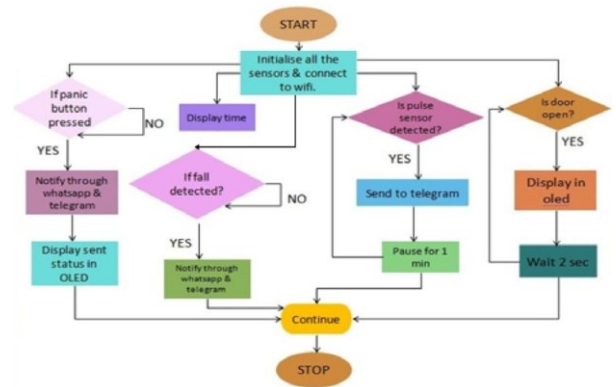 START
Initialise all the
sensors & connect
to wifi.
If panic
button
pressed
NO
YES
Display time
Is pulse
sensor
detected?
Is door
open?
YES
YES
Notify through
whatsapp &
telegram
If fall
detected?
NO
Send to telegram
Display in
oled
Display sent
status in
OLED
YES
Notify through
whatsapp &
telagram
Pause for 1
min
Wait 2 sec
Continue
STOP